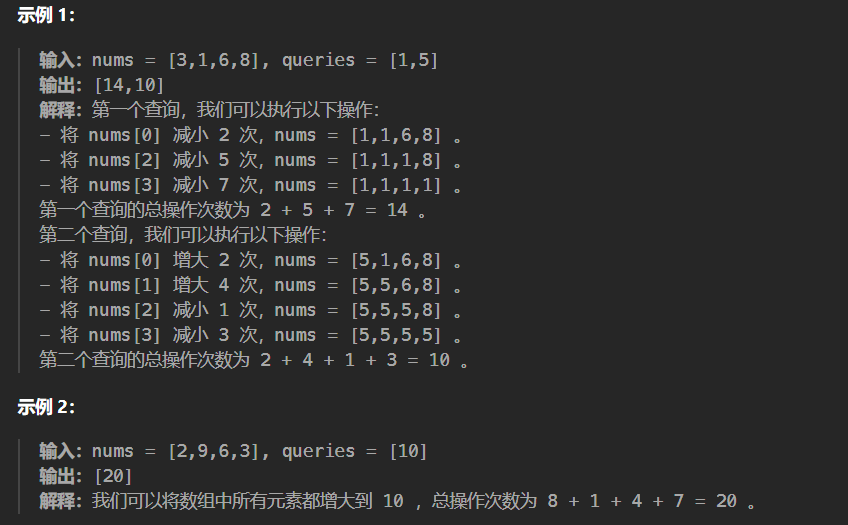 示例 1：
输入：nums = [3,1,6,8], queries = [1,5]
输出：[14,10]
解释：第一个查询，我们可以执行以下操作：
- 将 nums[0] 减小 2 次，nums = [1,1,6,8] 。
- 将 nums[2] 减小 5 次，nums = [1,1,1,8] 。
- 将 nums[3] 减小 7 次，nums = [1,1,1,1] 。
第一个查询的总操作次数为 2 + 5 + 7 = 14 。
第二个查询，我们可以执行以下操作：
- 将 nums[0] 增大 2 次，nums = [5,1,6,8] 。
- 将 nums[1] 增大 4 次，nums = [5,5,6,8] 。
- 将 nums[2] 减小 1 次，nums = [5,5,5,8] 。
- 将 nums[3] 减小 3 次，nums = [5,5,5,5] 。
第二个查询的总操作次数为 2 + 4 + 1 + 3 = 10 。
示例 2：
输入：nums = [2,9,6,3], queries = [10]
输出：[20]
解释：我们可以将数组中所有元素都增大到 10 ，总操作次数为 8 + 1 + 4 + 7 = 20 。